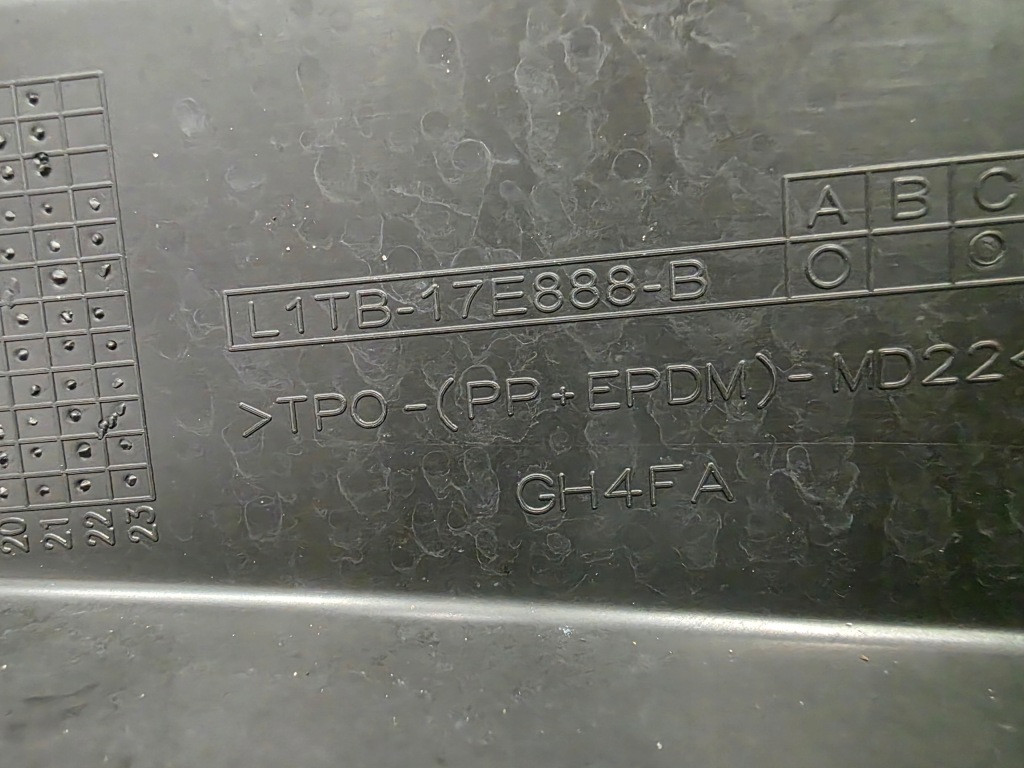 A B C
L1TB-17E888-B O O
>TPO-(PP+EPDM)-MD22<
GH4FA
20 21 22 23